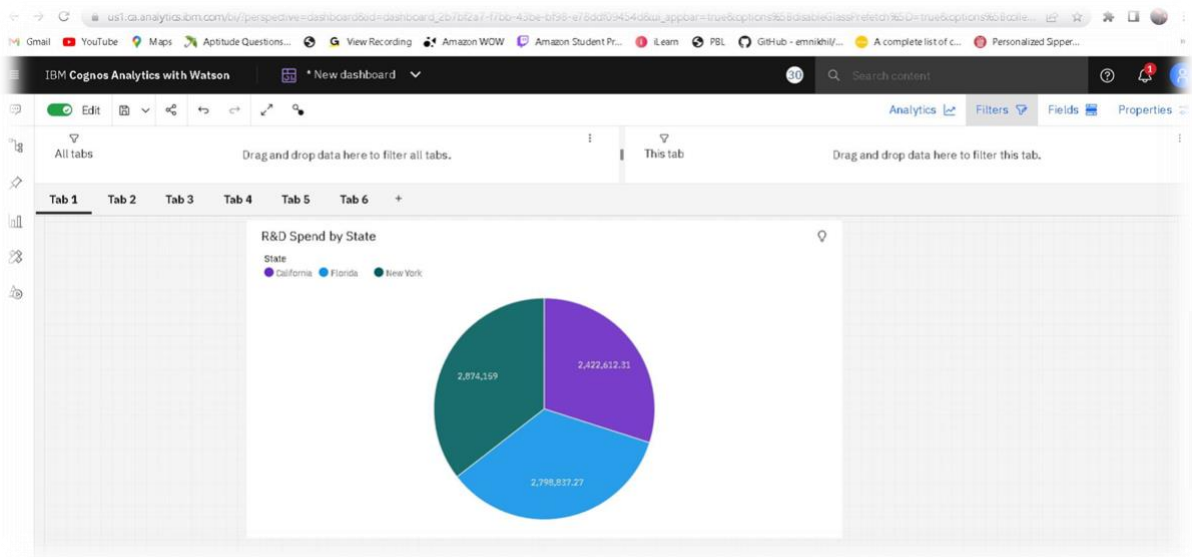 Gmail YouTube Maps Aptitude Questions... View Recording Amazon WOW Amazon Student Pr... iLearn PBL GitHub - emnikhil/... A complete list of c... Personalized Sipper...
IBM Cognos Analytics with Watson * New dashboard 30 Search content 1
Edit Analytics Filters Fields Properties
All tabs Drag and drop data here to filter all tabs. This tab Drag and drop data here to filter this tab.
Tab 1 Tab 2 Tab 3 Tab 4 Tab 5 Tab 6 +
R&D Spend by State
State
California Florida New York
2,422,612.31
2,874,159
2,798,837.27